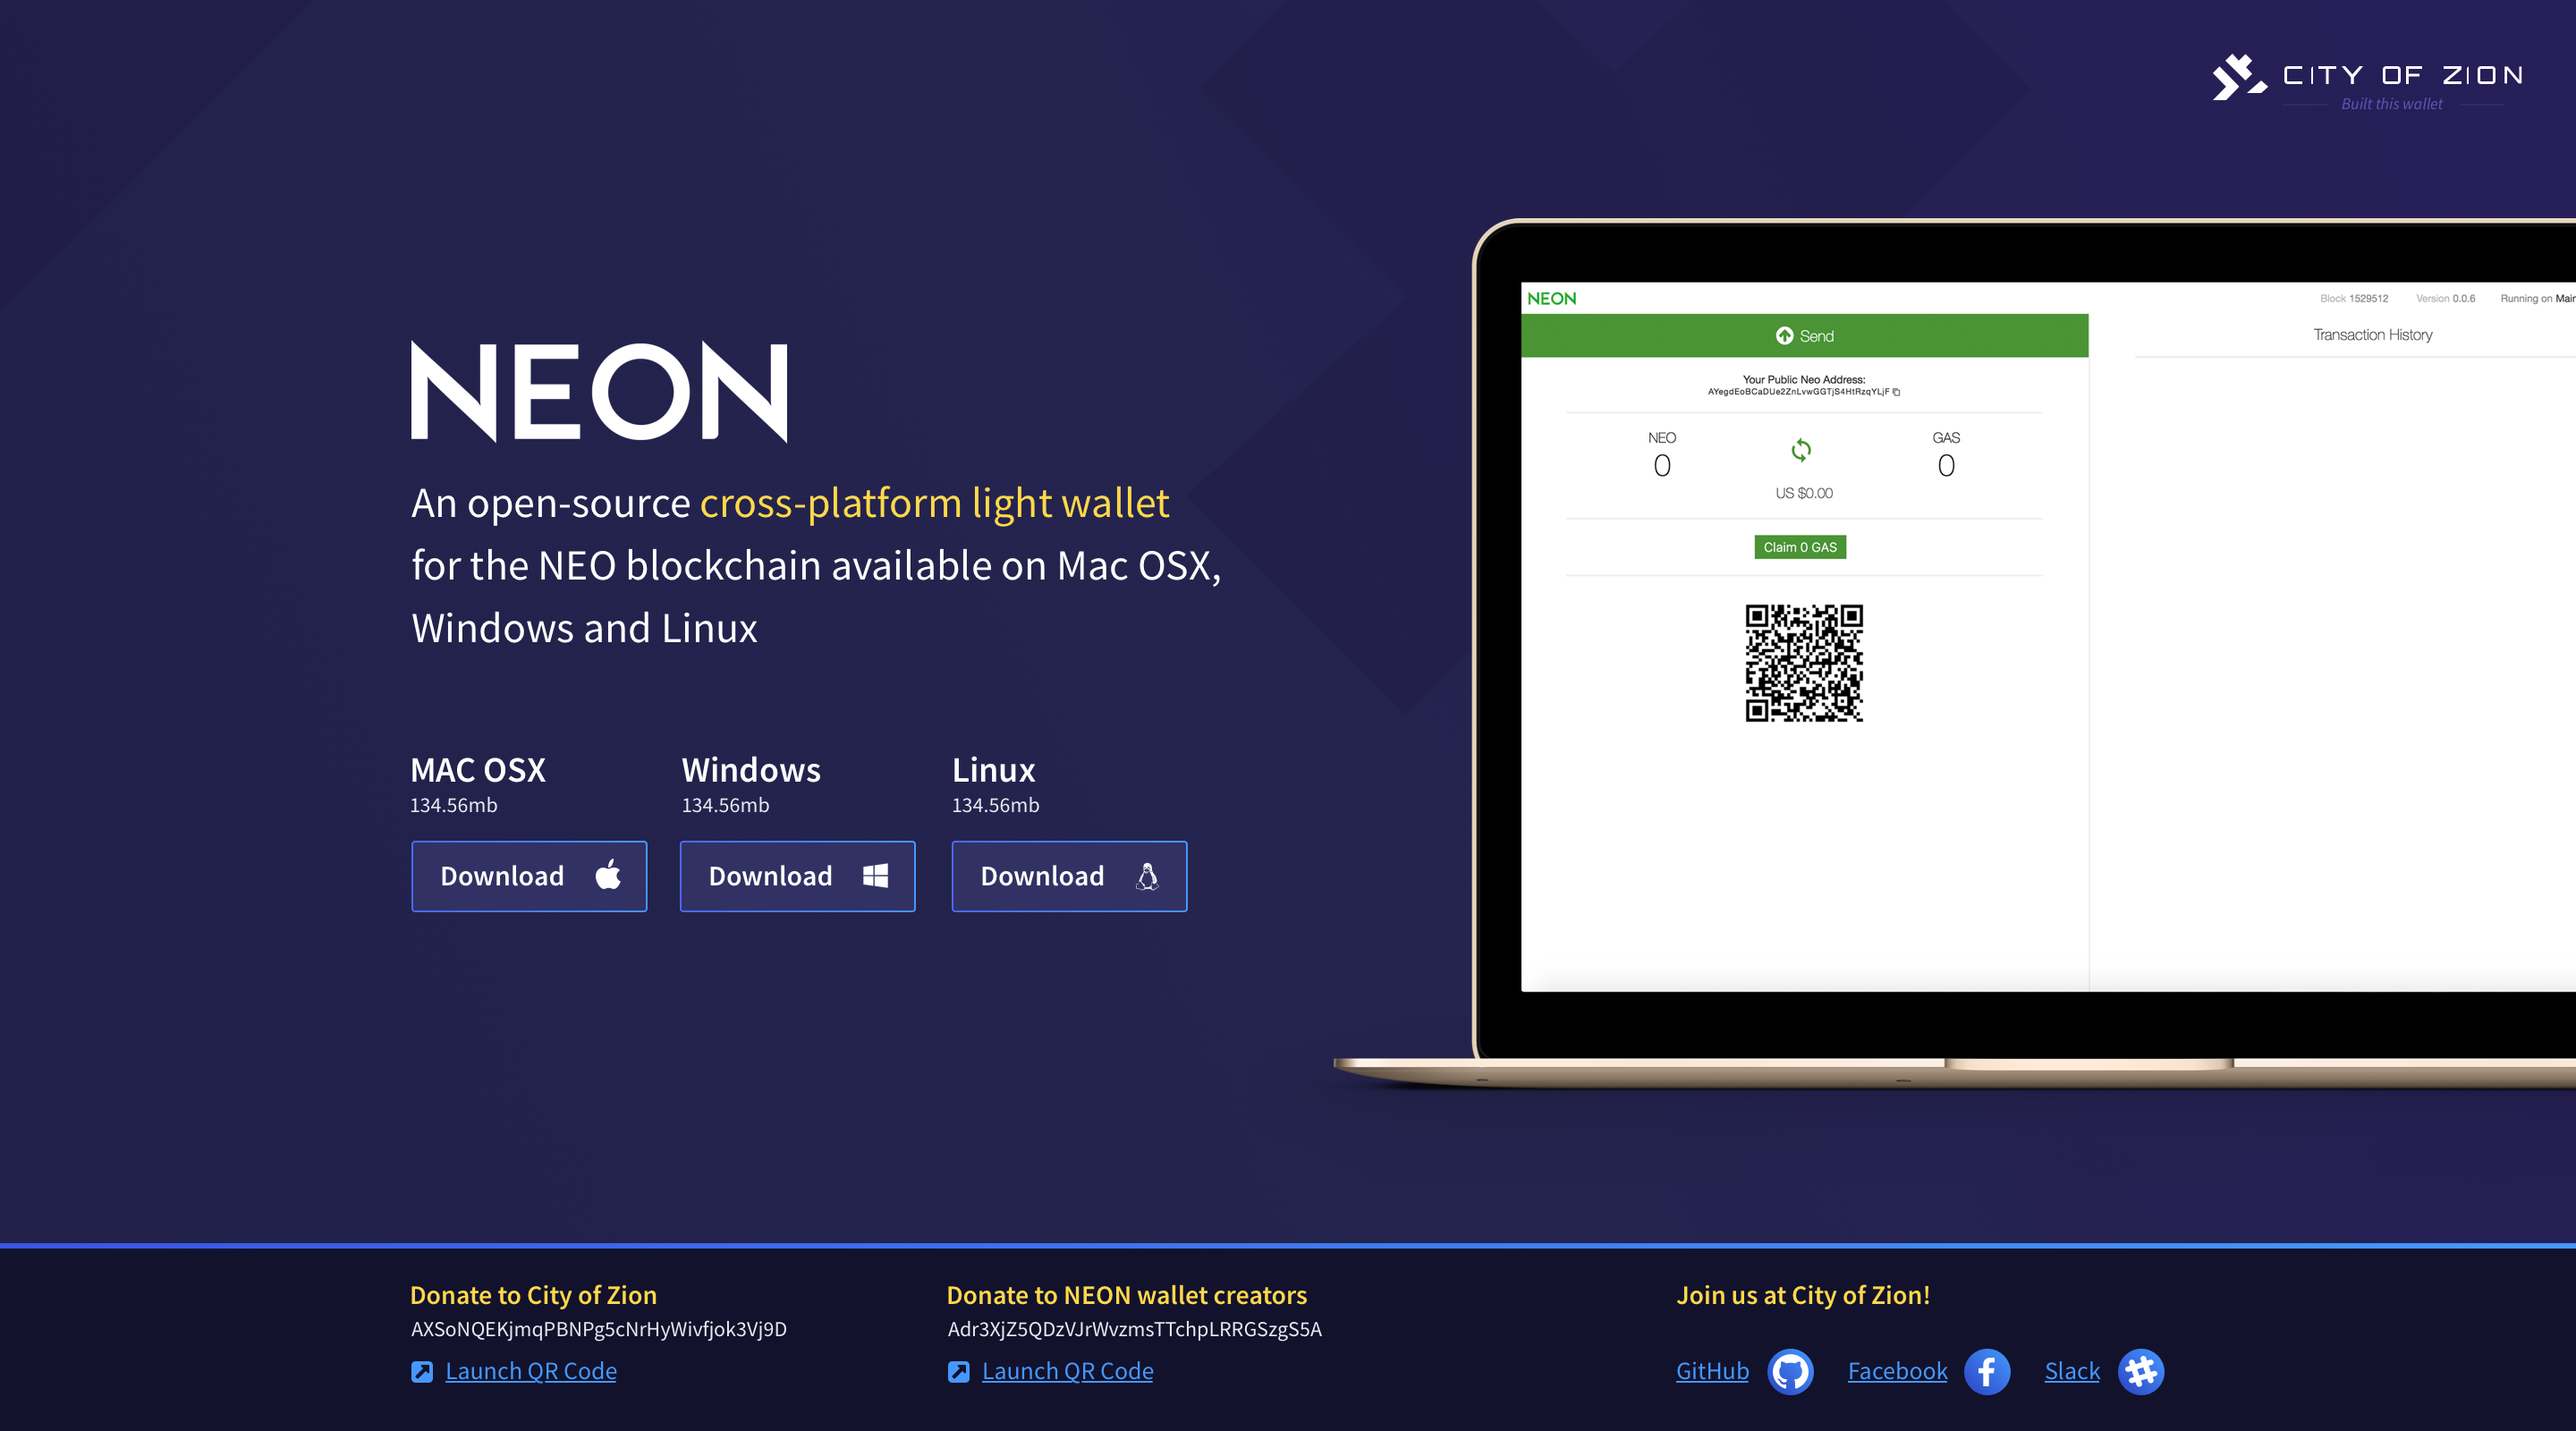 CITY OF ZION
Built this wallet
NEON
An open-source cross-platform light wallet
for the NEO blockchain available on Mac OSX,
Windows and Linux
MAC OSX
134.56mb
Download
Windows
134.56mb
Download
Linux
134.56mb
Download
NEON
Block 1529512
Version 0.0.6
Running on Main
Send
Transaction History
Your Public Neo Address:
AYegdEoBCaDUe2ZnLvwGGTjS4HtRzqYLjF
NEO
0
GAS
0
US $0.00
Claim 0 GAS
Donate to City of Zion
AXSoNQEKjmqPBNPg5cNrHyWivfjok3Vj9D
Launch QR Code
Donate to NEON wallet creators
Adr3XjZ5QDzVJrWvzmsTTchpLRRGSzgS5A
Launch QR Code
Join us at City of Zion!
GitHub
Facebook
Slack